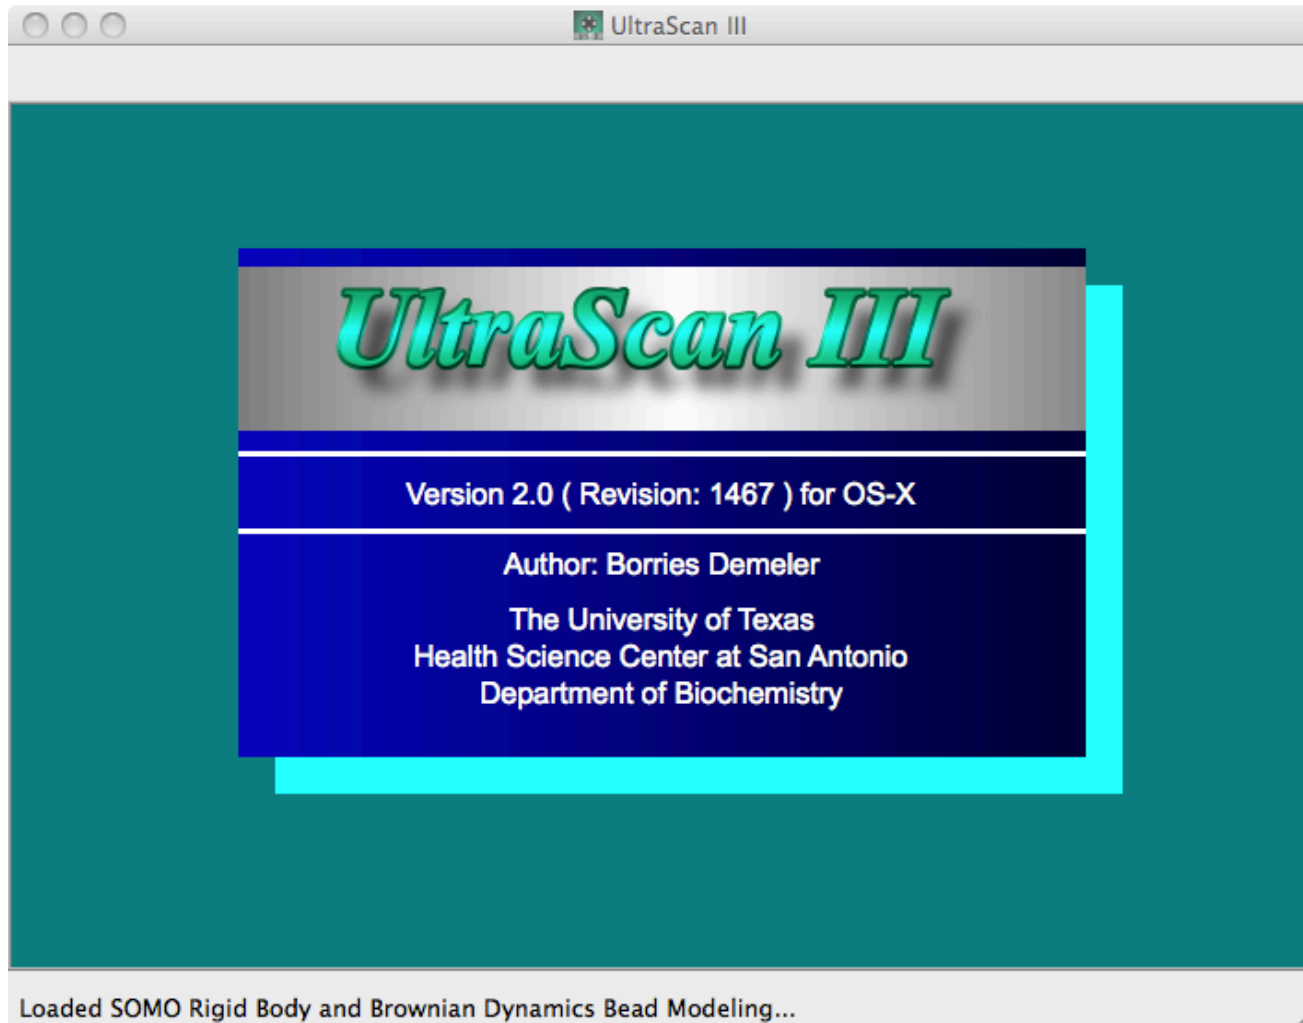 UltraScan III
UltraScan III
Version 2.0 ( Revision: 1467 ) for OS-X
Author: Borries Demeler
The University of Texas
Health Science Center at San Antonio
Department of Biochemistry
Loaded SOMO Rigid Body and Brownian Dynamics Bead Modeling...